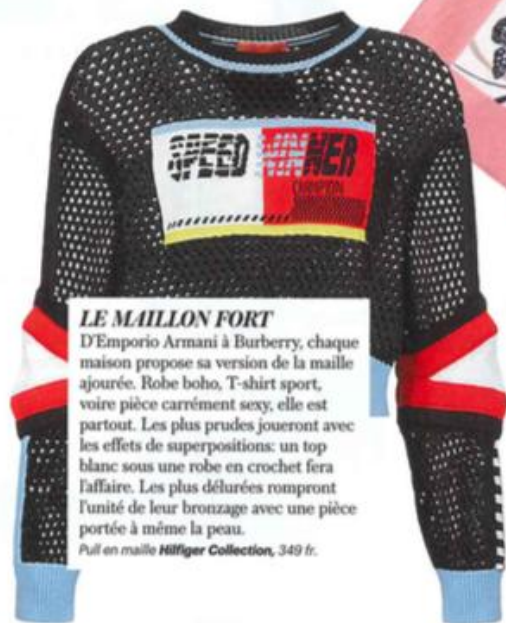 SPEED WINNER
CHAMPION
LE MAILLON FORT
D'Emporio Armani à Burberry, chaque
maison propose sa version de la maille
ajourée. Robe boho, T-shirt sport,
voire pièce carrément sexy, elle est
partout. Les plus prudes joueront avec
les effets de superpositions: un top
blanc sous une robe en crochet fera
l'affaire. Les plus délurées rompront
l'unité de leur bronzage avec une pièce
portée à même la peau.
Pull en maille Hilfiger Collection, 349 fr.